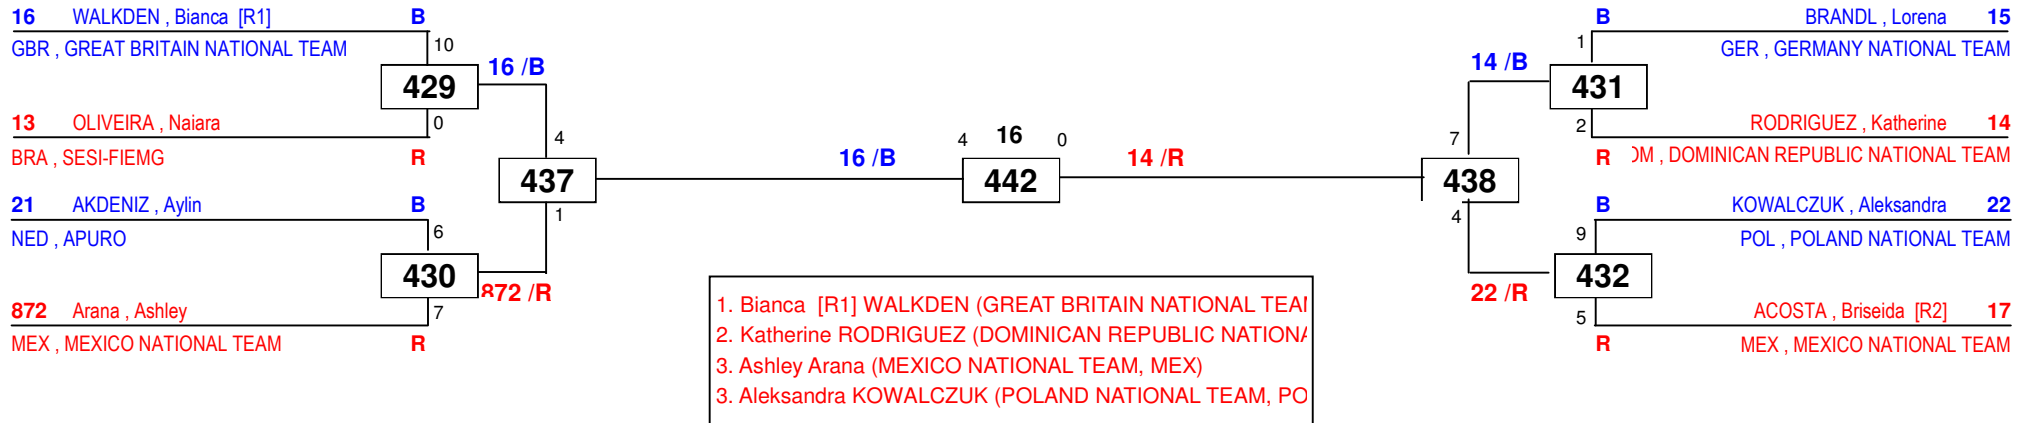 16 WALKDEN , Bianca [R1] B
GBR , GREAT BRITAIN NATIONAL TEAM
10
429
16 /B
13 OLIVEIRA , Naiara
0
BRA , SESI-FIEMG R
4
437
1
21 AKDENIZ , Aylin B
NED , APURO
6
430
872 /R
872 Arana , Ashley
7
MEX , MEXICO NATIONAL TEAM R
16 /B
4 16 0
442
14 /R
B BRANDL , Lorena 15
1
GER , GERMANY NATIONAL TEAM
14 /B
431
RODRIGUEZ , Katherine 14
2
R OM , DOMINICAN REPUBLIC NATIONAL TEAM
7
438
4
B KOWALCZUK , Aleksandra 22
9
POL , POLAND NATIONAL TEAM
432
22 /R
ACOSTA , Briseida [R2] 17
5
R MEX , MEXICO NATIONAL TEAM
1. Bianca [R1] WALKDEN (GREAT BRITAIN NATIONAL TEAM
2. Katherine RODRIGUEZ (DOMINICAN REPUBLIC NATIONA
3. Ashley Arana (MEXICO NATIONAL TEAM, MEX)
3. Aleksandra KOWALCZUK (POLAND NATIONAL TEAM, PO